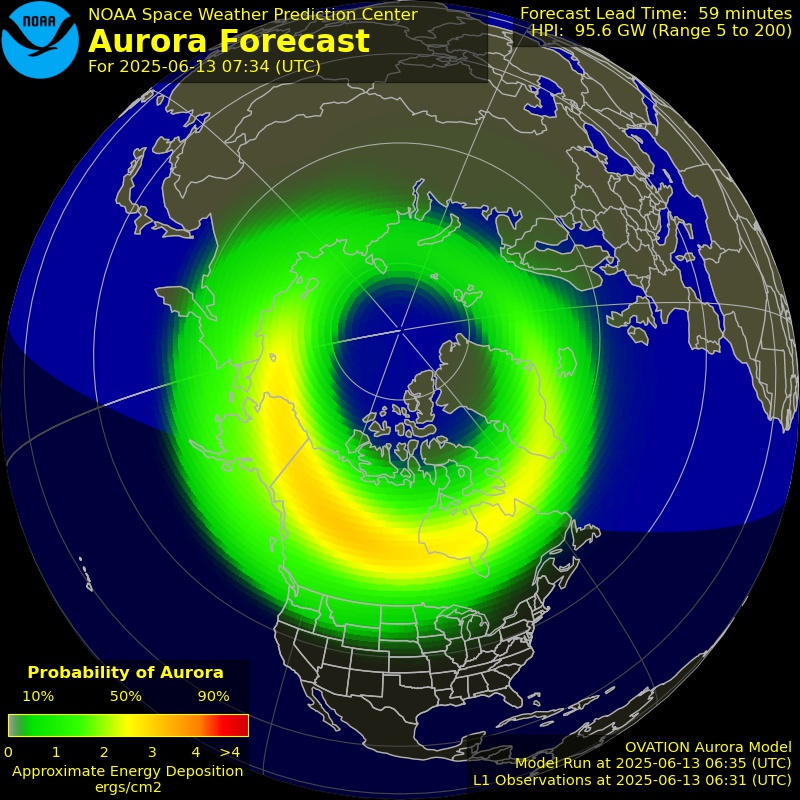 NOAA
NOAA Space Weather Prediction Center
Aurora Forecast
For 2025-06-13 07:34 (UTC)
Forecast Lead Time: 59 minutes
HPI: 95.6 GW (Range 5 to 200)
Probability of Aurora
10% 50% 90%
0 1 2 3 4 >4
Approximate Energy Deposition
ergs/cm2
OVATION Aurora Model
Model Run at 2025-06-13 06:35 (UTC)
L1 Observations at 2025-06-13 06:31 (UTC)